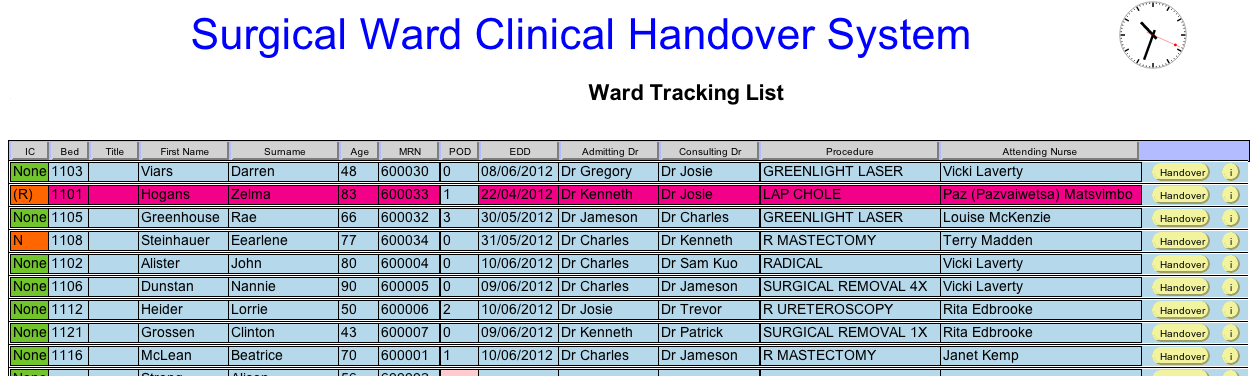 Surgical Ward Clinical Handover System
Ward Tracking List
IC Bed Title First Name Surname Age MRN POD EDD Admitting Dr Consulting Dr Procedure Attending Nurse
None 1103 Viars Darren 48 600030 0 08/06/2012 Dr Gregory Dr Josie GREENLIGHT LASER Vicki Laverty Handover i
(R) 1101 Hogans Zelma 83 600033 1 22/04/2012 Dr Kenneth Dr Josie LAP CHOLE Paz (Pazvaiwetsa) Matsvimbo Handover i
None 1105 Greenhouse Rae 66 600032 3 30/05/2012 Dr Jameson Dr Charles GREENLIGHT LASER Louise McKenzie Handover i
N 1108 Steinhauer Eearlene 77 600034 0 31/05/2012 Dr Charles Dr Kenneth R MASTECTOMY Terry Madden Handover i
None 1102 Alister John 80 600004 0 10/06/2012 Dr Charles Dr Sam Kuo RADICAL Vicki Laverty Handover i
None 1106 Dunstan Nannie 90 600005 0 09/06/2012 Dr Charles Dr Jameson SURGICAL REMOVAL 4X Vicki Laverty Handover i
None 1112 Heider Lorrie 50 600006 2 10/06/2012 Dr Josie Dr Trevor R URETEROSCOPY Rita Edbrooke Handover i
None 1121 Grossen Clinton 43 600007 0 09/06/2012 Dr Kenneth Dr Patrick SURGICAL REMOVAL 1X Rita Edbrooke Handover i
None 1116 McLean Beatrice 70 600001 1 10/06/2012 Dr Charles Dr Jameson R MASTECTOMY Janet Kemp Handover i